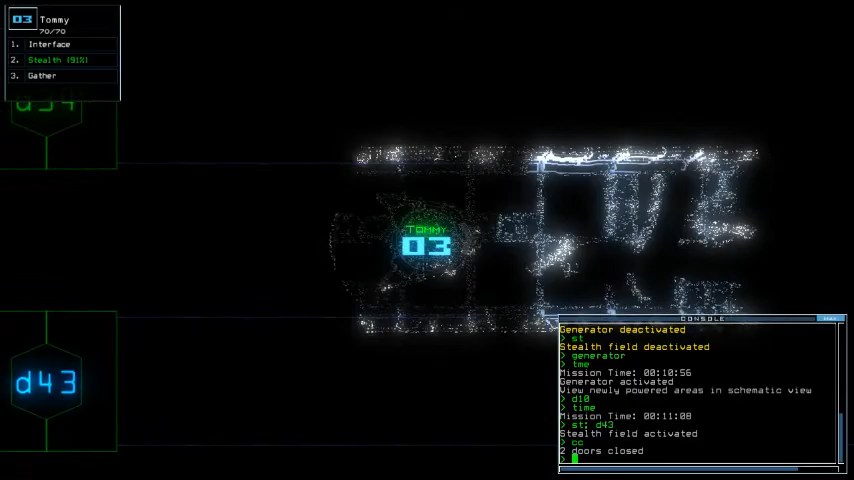 03 Tommy
70/70
1. Interface
2. Stealth (91%)
3. Gather
d34
TOMMY
03
d43
CONSOLE
Generator deactivated
> st
Stealth field deactivated
> generator
> tme
Mission Time: 00:10:56
Generator activated
View newly powered areas in schematic view
> d10
> time
Mission Time: 00:11:08
> st; d43
Stealth field activated
> cc
2 doors closed
>